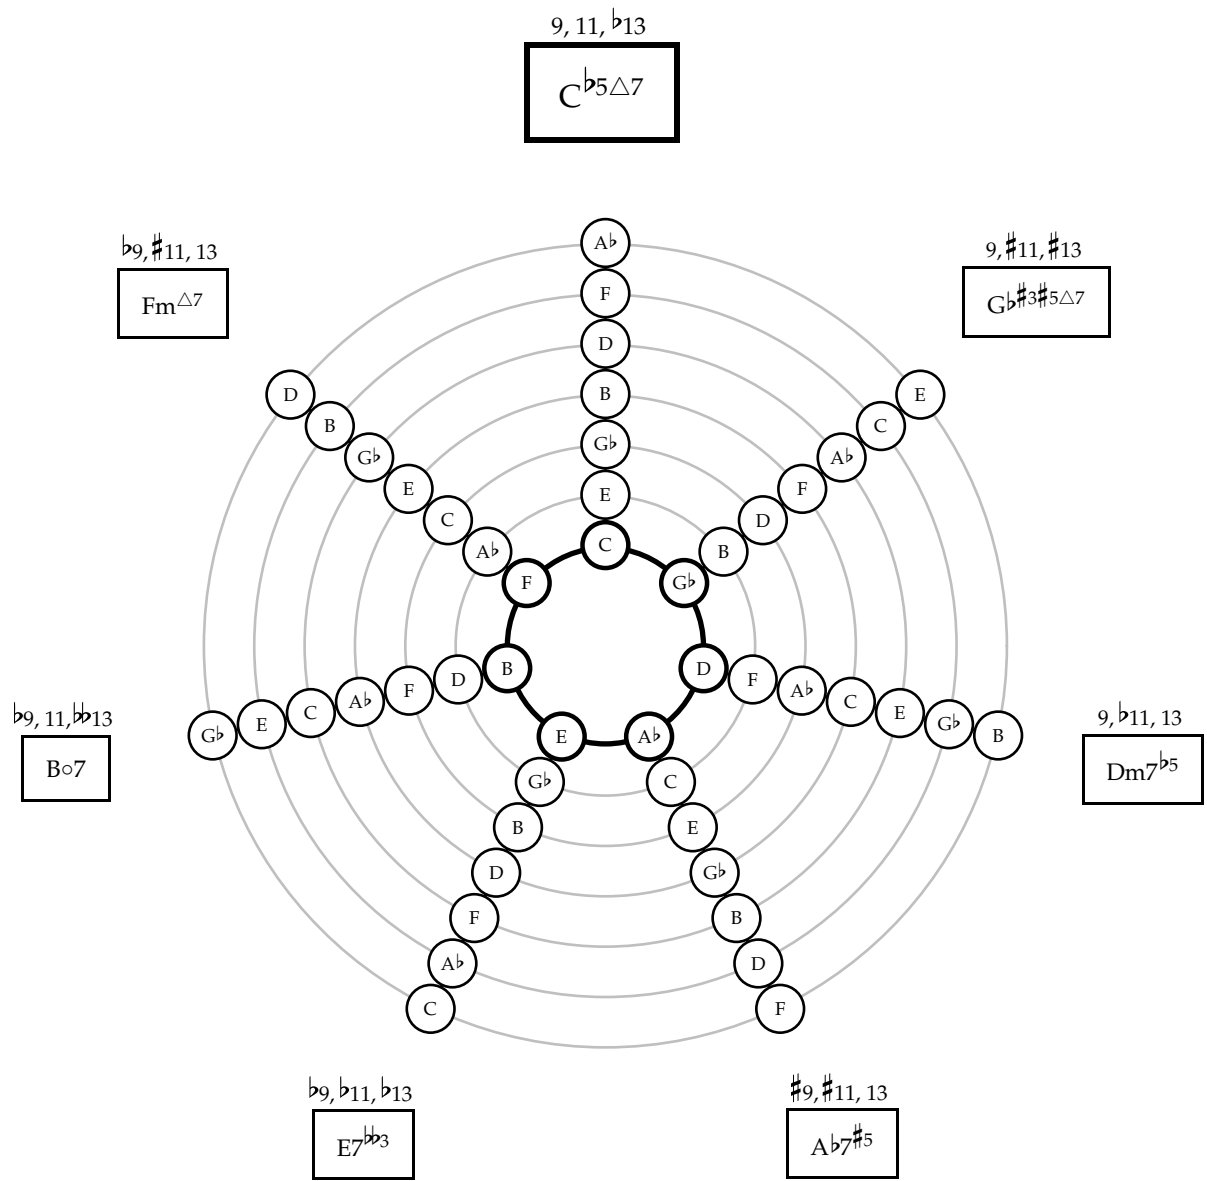 9, 11, ♭13
C♭5△7
♭9, ♯11, 13
Fm△7
9, ♯11, ♯13
G♭♯3♯5△7
A♭
F
D
B
G♭
E
C
D
B
G♭
E
C
A♭
F
E
C
A♭
F
D
B
G♭
♭9, 11, ♭♭13
B○7
G♭
E
C
A♭
F
D
B
D
F
A♭
C
E
G♭
B
9, ♭11, 13
Dm7♭5
E
G♭
B
D
F
A♭
C
A♭
C
E
G♭
B
D
F
♭9, ♭11, ♭13
E7♭♭3
♯9, ♯11, 13
A♭7♯5